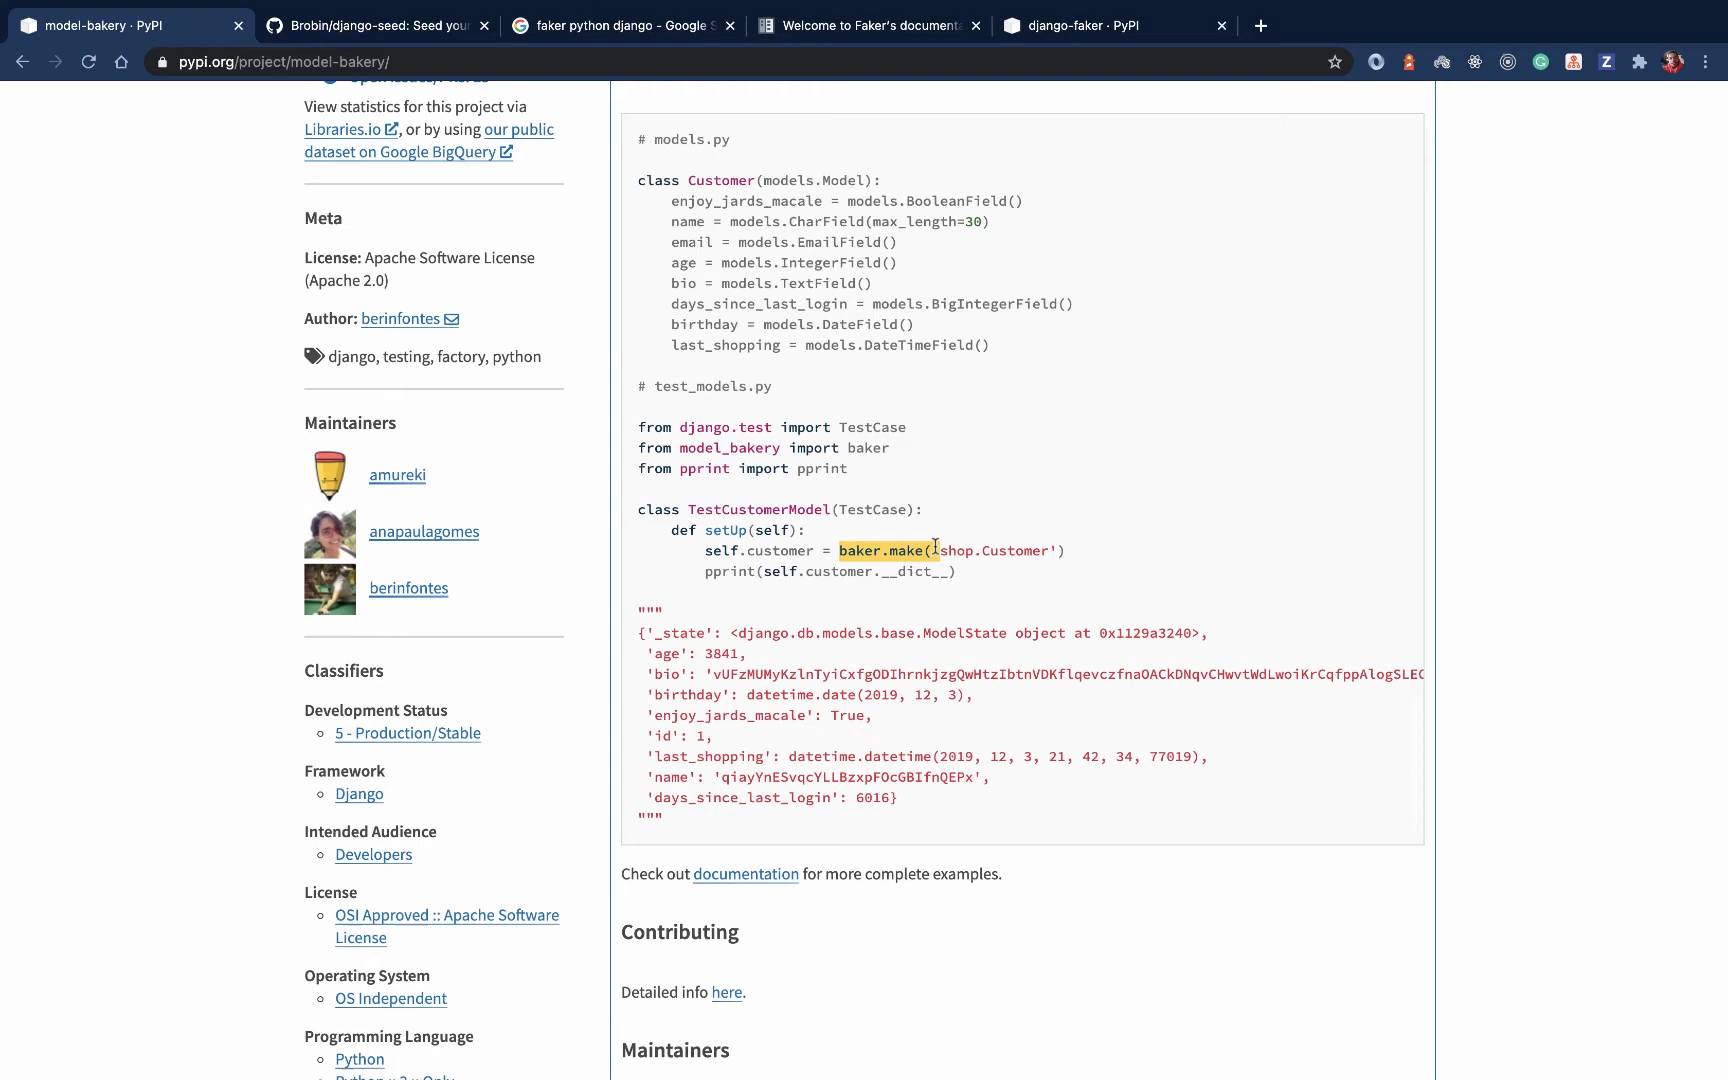 model-bakery · PyPI
Brobin/django-seed: Seed your
faker python django - Google S
Welcome to Faker's documenta
django-faker · PyPI
pypi.org/project/model-bakery/
View statistics for this project via
Libraries.io, or by using our public
dataset on Google BigQuery
Meta
License: Apache Software License
(Apache 2.0)
Author: berinfontes
django, testing, factory, python
Maintainers
amureki
anapaulagomes
berinfontes
Classifiers
Development Status
5 - Production/Stable
Framework
Django
Intended Audience
Developers
License
OSI Approved :: Apache Software
License
Operating System
OS Independent
Programming Language
Python
Python :: 3 :: Only
# models.py
class Customer(models.Model):
enjoy_jards_macale = models.BooleanField()
name = models.CharField(max_length=30)
email = models.EmailField()
age = models.IntegerField()
bio = models.TextField()
days_since_last_login = models.BigIntegerField()
birthday = models.DateField()
last_shopping = models.DateTimeField()
# test_models.py
from django.test import TestCase
from model_bakery import baker
from pprint import pprint
class TestCustomerModel(TestCase):
def setUp(self):
self.customer = baker.make('shop.Customer')
pprint(self.customer.__dict__)
"""
{'_state': <django.db.models.base.ModelState object at 0x1129a3240>,
'age': 3841,
'bio': 'vUFzMUMyKzlnTyiCxfgODIhrnkjzgQwHtzIbtnVDKflqevczfnaOACkDNqvCHwvtWdLwoiKrCqfppAlogSLEC
'birthday': datetime.date(2019, 12, 3),
'enjoy_jards_macale': True,
'id': 1,
'last_shopping': datetime.datetime(2019, 12, 3, 21, 42, 34, 77019),
'name': 'qiayYnESvqcYLLBzxpFOcGBIfnQEPx',
'days_since_last_login': 6016}
"""
Check out documentation for more complete examples.
Contributing
Detailed info here.
Maintainers